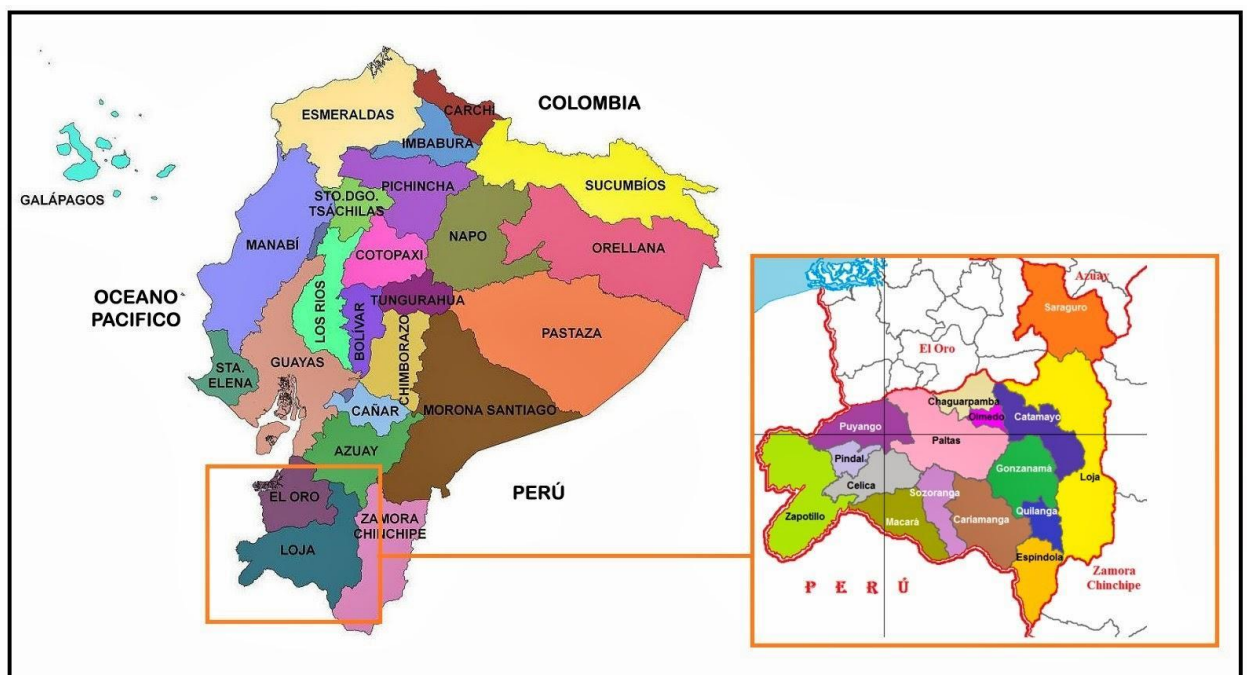 COLOMBIA
ESMERALDAS
CARCHI
IMBABURA
SUCUMBÍOS
PICHINCHA
GALÁPAGOS
STO.DGO.
TSÁCHILAS
NAPO
MANABÍ
ORELLANA
COTOPAXI
OCEANO
PACIFICO
TUNGURAHUA
LOS RIOS
BOLÍVAR
CHIMBORAZO
PASTAZA
STA.
ELENA
GUAYAS
CAÑAR
MORONA SANTIAGO
AZUAY
EL ORO
PERÚ
ZAMORA
CHINCHIPE
LOJA
Azuay
Saraguro
El Oro
Chaguarpamba
Olmedo
Catamayo
Puyango
Paltas
Pindal
Gonzanamá
Loja
Celica
Sozoranga
Zapotillo
Macará
Cariamanga
Quilanga
Espíndola
Zamora
Chinchipe
P E R Ú